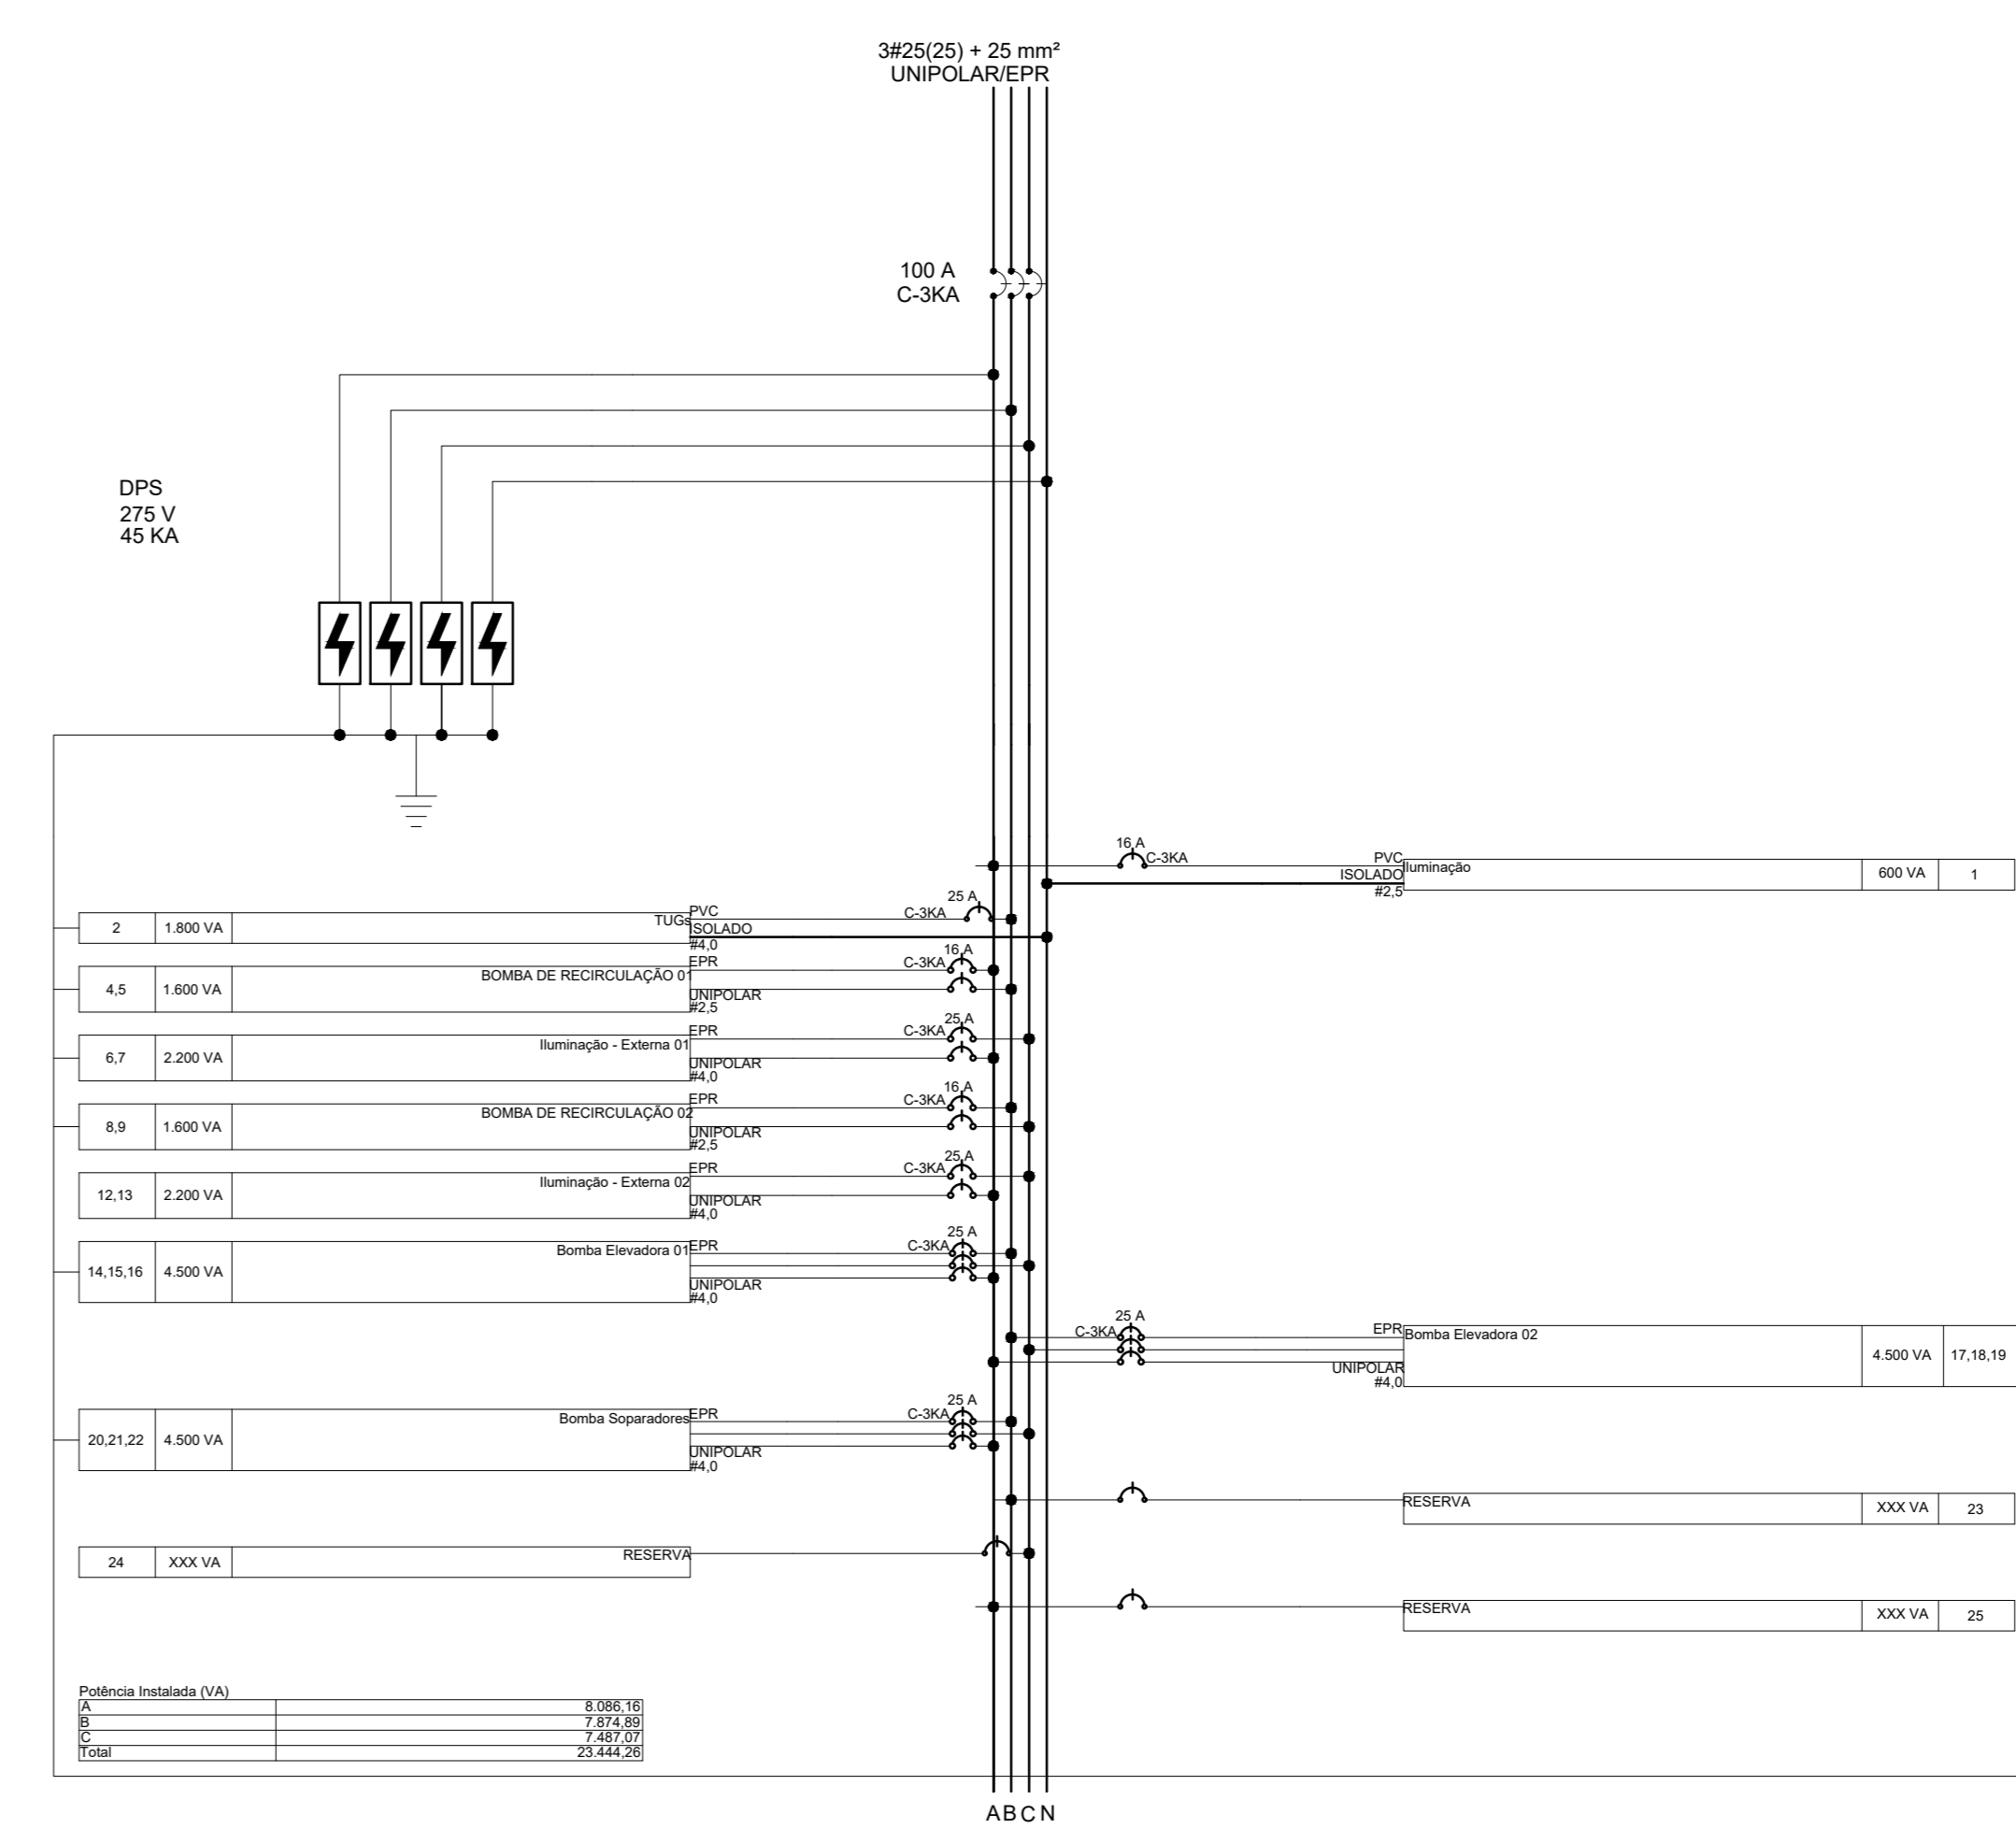 3#25(25) + 25 mm²
UNIPOLAR/EPR
100 A
C-3KA
DPS
275 V
45 KA
16 A
C-3KA
PVC
ISOLADO
#2,5
Iluminação
600 VA
1
2
1.800 VA
TUGs
PVC
ISOLADO
#4,0
C-3KA
25 A
4,5
1.600 VA
BOMBA DE RECIRCULAÇÃO 01
EPR
UNIPOLAR
#2,5
C-3KA
16 A
6,7
2.200 VA
Iluminação - Externa 01
EPR
UNIPOLAR
#4,0
C-3KA
25 A
8,9
1.600 VA
BOMBA DE RECIRCULAÇÃO 02
EPR
UNIPOLAR
#2,5
C-3KA
16 A
12,13
2.200 VA
Iluminação - Externa 02
EPR
UNIPOLAR
#4,0
C-3KA
25 A
14,15,16
4.500 VA
Bomba Elevadora 01
EPR
UNIPOLAR
#4,0
C-3KA
25 A
25 A
C-3KA
EPR
UNIPOLAR
#4,0
Bomba Elevadora 02
4.500 VA
17,18,19
20,21,22
4.500 VA
Bomba Soparadores
EPR
UNIPOLAR
#4,0
C-3KA
25 A
RESERVA
XXX VA
23
24
XXX VA
RESERVA
RESERVA
XXX VA
25
Potência Instalada (VA)
A 8.086,16
B 7.874,89
C 7.487,07
Total 23.444,26
A B C N